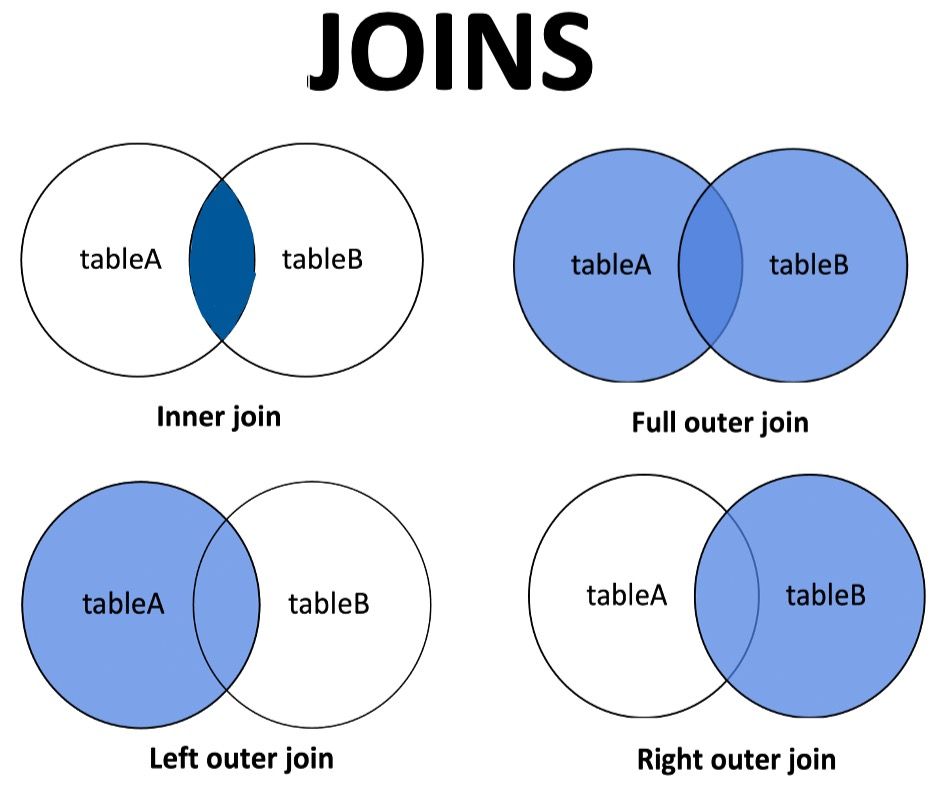 JOINS
tableA
tableB
Inner join
tableA
tableB
Full outer join
tableA
tableB
Left outer join
tableA
tableB
Right outer join